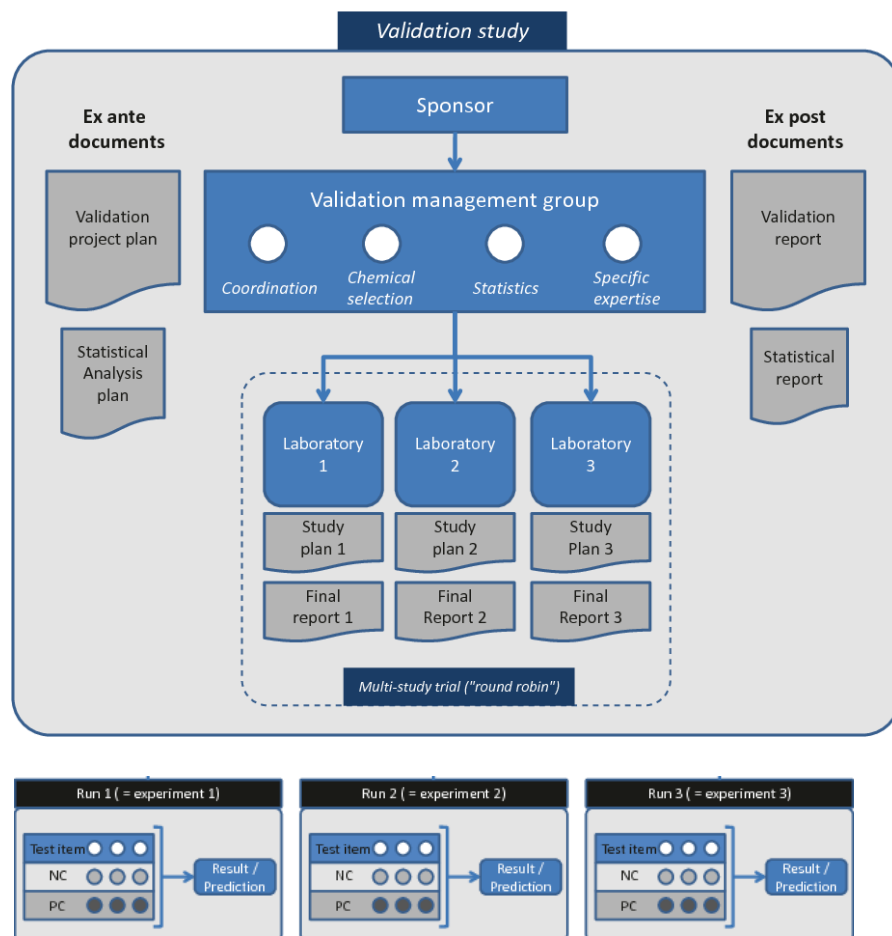 Validation study
Sponsor
Ex ante
documents
Ex post
documents
Validation
project plan
Statistical
Analysis
plan
Validation management group
Coordination
Chemical
selection
Statistics
Specific
expertise
Validation
report
Statistical
report
Laboratory
1
Laboratory
2
Laboratory
3
Study
plan 1
Study
plan 2
Study
Plan 3
Final
report 1
Final
Report 2
Final
Report 3
Multi-study trial ("round robin")
Run 1 ( = experiment 1)
Test item
NC
PC
Result /
Prediction
Run 2 ( = experiment 2)
Test item
NC
PC
Result /
Prediction
Run 3 ( = experiment 3)
Test item
NC
PC
Result /
Prediction